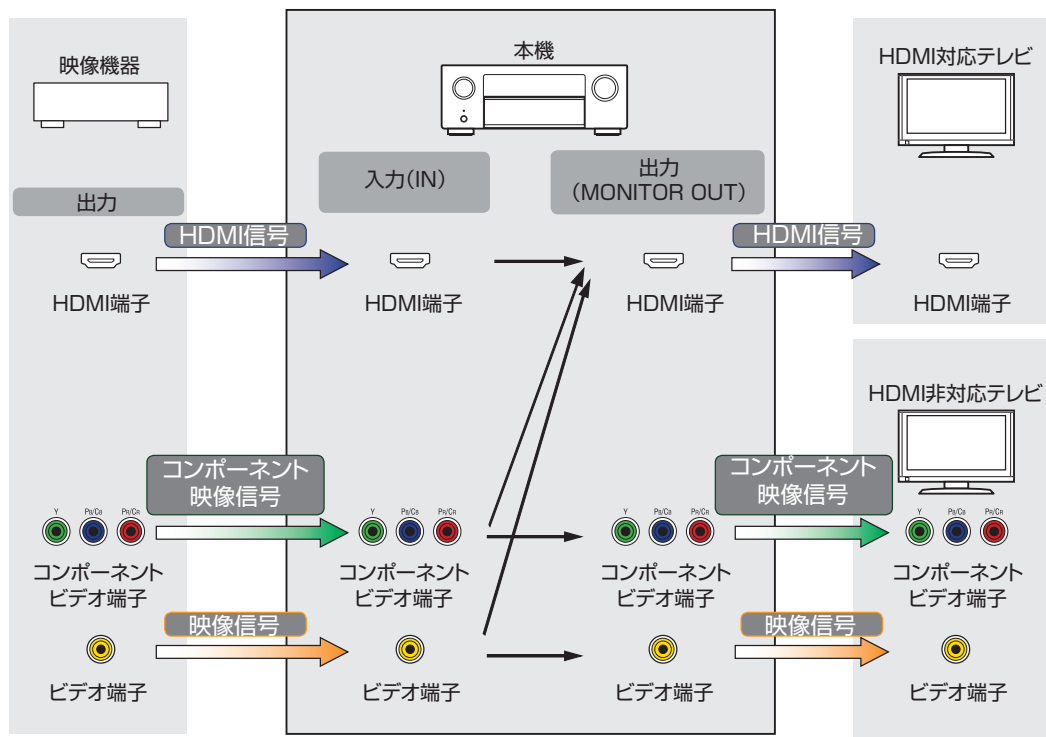 映像機器
本機
HDMI対応テレビ
入力(IN)
出力
(MONITOR OUT)
出力
HDMI信号
HDMI信号
HDMI端子
HDMI端子
HDMI端子
HDMI端子
HDMI非対応テレビ
コンポーネント
映像信号
コンポーネント
映像信号
Y PB/CB PR/CR
Y PB/CB PR/CR
Y PB/CB PR/CR
Y PB/CB PR/CR
コンポーネント
ビデオ端子
コンポーネント
ビデオ端子
コンポーネント
ビデオ端子
コンポーネント
ビデオ端子
映像信号
映像信号
ビデオ端子
ビデオ端子
ビデオ端子
ビデオ端子